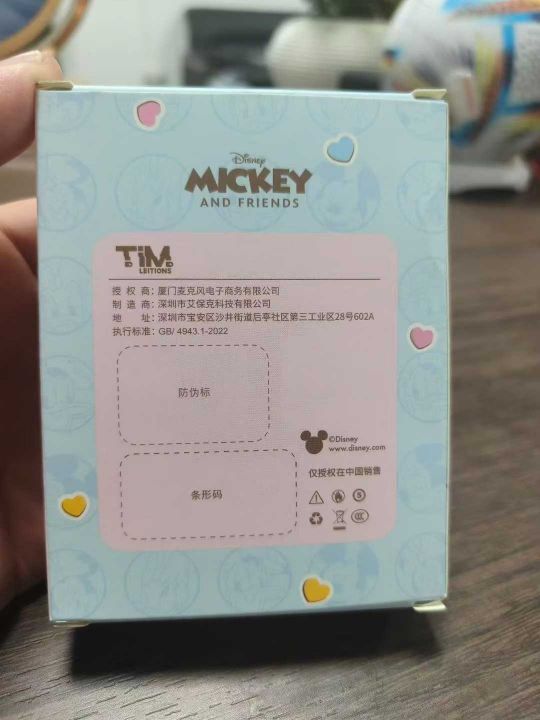 Disney
MICKEY
AND FRIENDS
TiM
LEITIONS
授 权 商：厦门麦克风电子商务有限公司
制 造 商：深圳市艾保克科技有限公司
地 址：深圳市宝安区沙井街道后亭社区第三工业区28号602A
执行标准：GB/ 4943.1-2022
防伪标
条形码
©Disney
www.disney.com
仅授权在中国销售
5
CCC